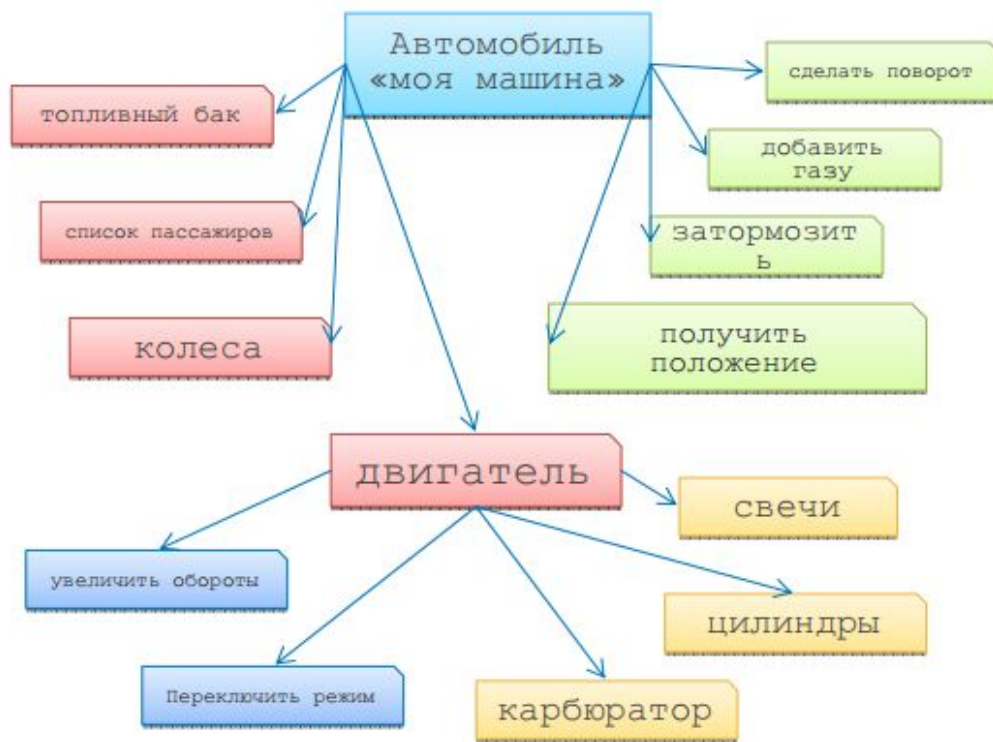 Автомобиль
«моя машина»
сделать поворот
топливный бак
добавить
газу
список пассажиров
затормозит
ь
колеса
получить
положение
двигатель
свечи
увеличить обороты
цилиндры
Переключить режим
карбюратор